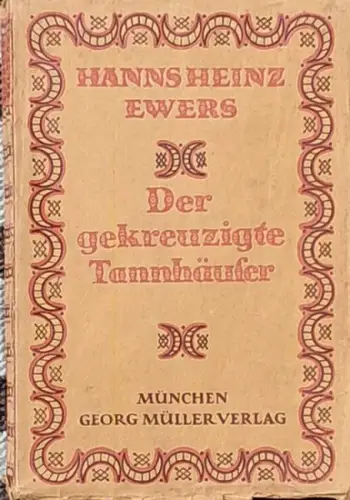 HANNS HEINZ
EWERS
Der
gekreuzigte
Tannhäuser
MÜNCHEN
GEORG MÜLLER VERLAG